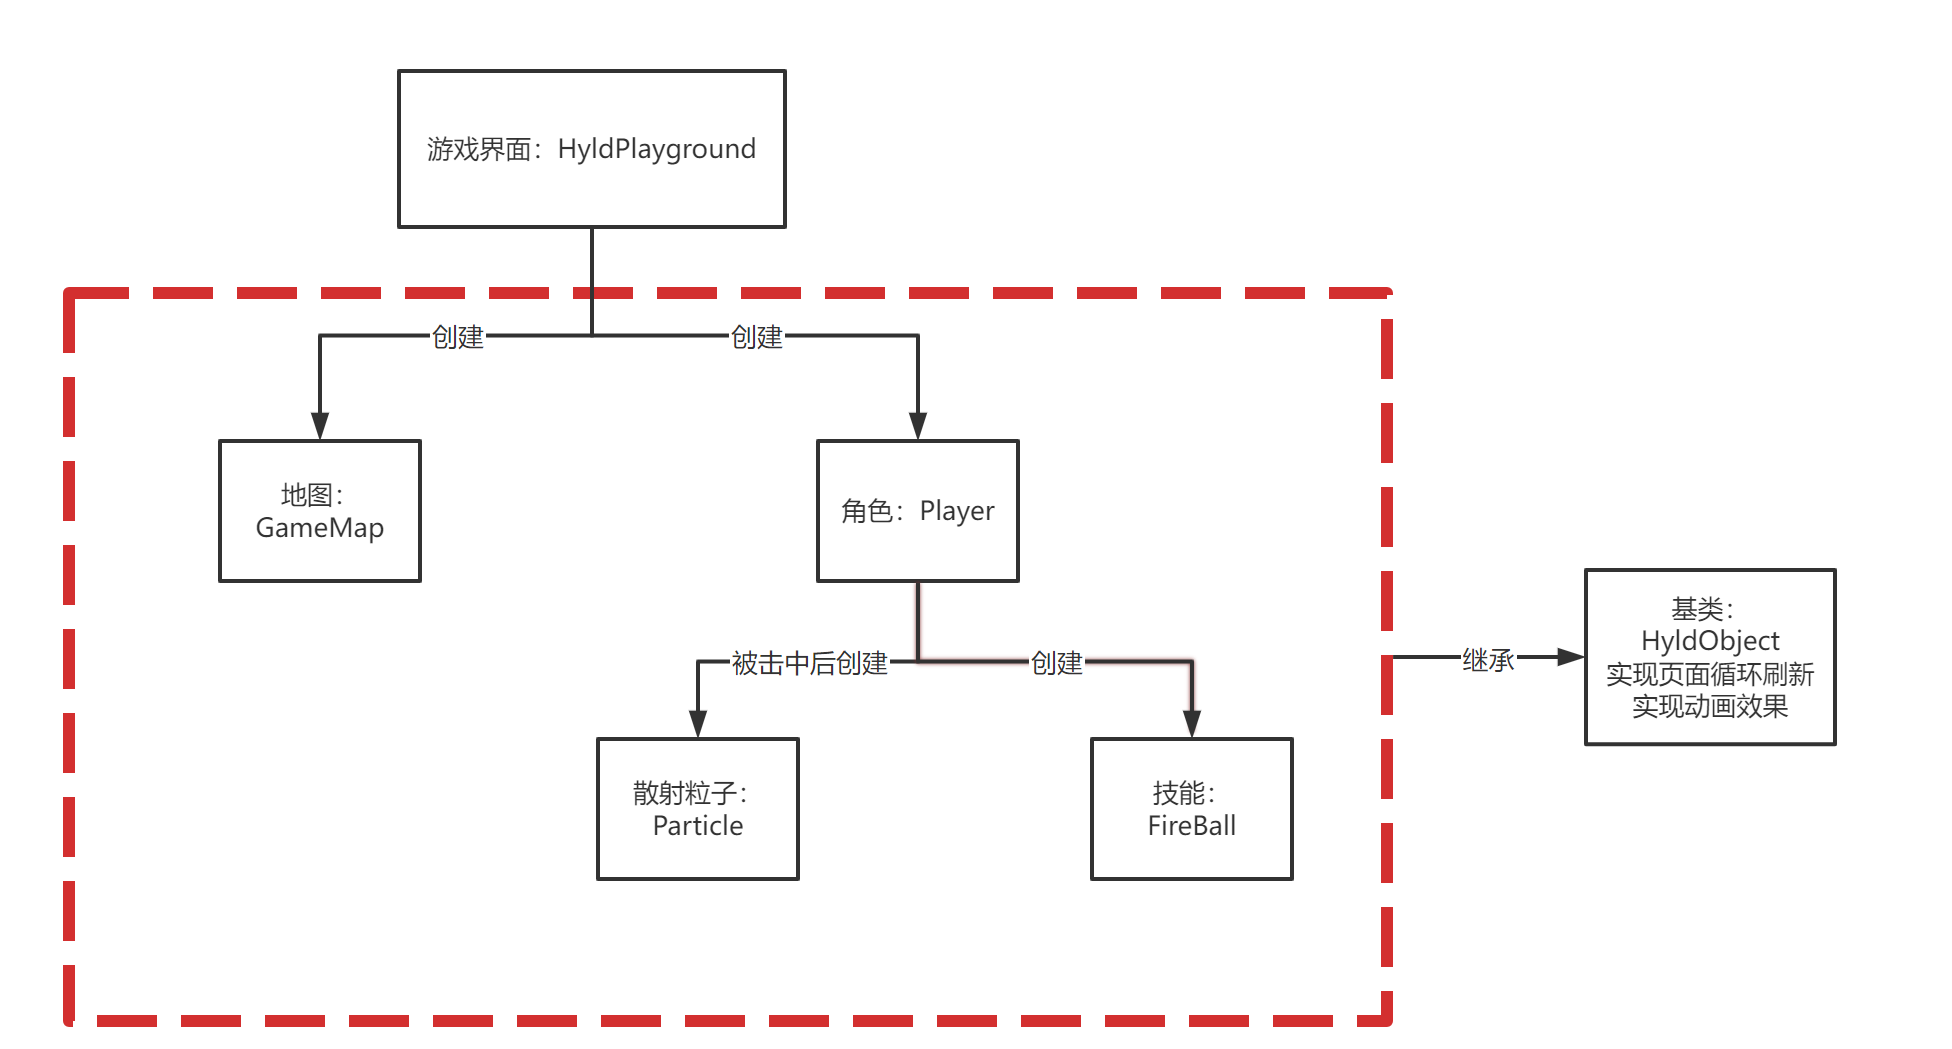 游戏界面：HyldPlayground
创建
创建
地图：
GameMap
角色：Player
基类：
HyldObject
实现页面循环刷新
实现动画效果
继承
被击中后创建
创建
散射粒子：
Particle
技能：
FireBall